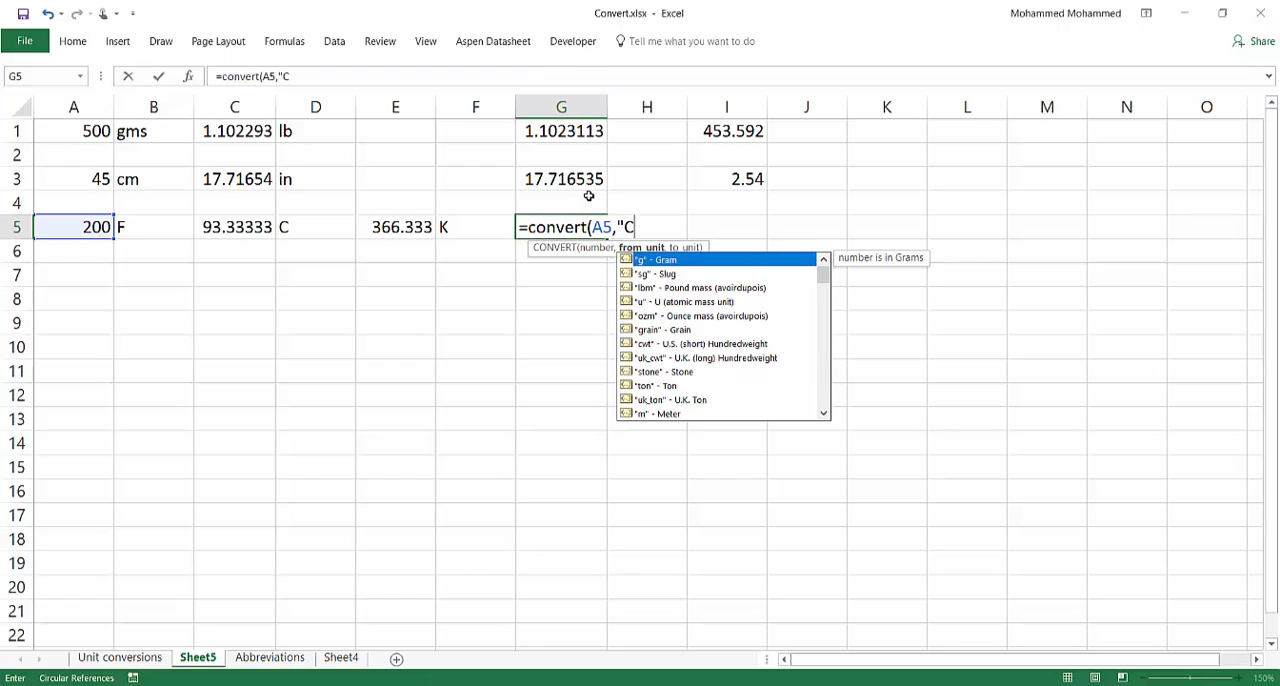 Convert.xlsx - Excel
Mohammed Mohammed
File Home Insert Draw Page Layout Formulas Data Review View Aspen Datasheet Developer Tell me what you want to do Share
G5 fx =convert(A5,"C
A B C D E F G H I J K L M N O
1 500 gms 1.102293 lb 1.1023113 453.592
2
3 45 cm 17.71654 in 17.716535 2.54
4
5 200 F 93.33333 C 366.333 K =convert(A5,"C
CONVERT(number, from_unit, to_unit)
6
"g" - Gram number is in Grams
"sg" - Slug
7
"lbm" - Pound mass (avoirdupois)
"u" - U (atomic mass unit)
8
"ozm" - Ounce mass (avoirdupois)
9
"grain" - Grain
"cwt" - U.S. (short) Hundredweight
10
"uk_cwt" - U.K. (long) Hundredweight
11
"stone" - Stone
"ton" - Ton
12
"uk_ton" - U.K. Ton
"m" - Meter
13
14
15
16
17
18
19
20
21
22
Unit conversions Sheet5 Abbreviations Sheet4
Enter Circular References 150%